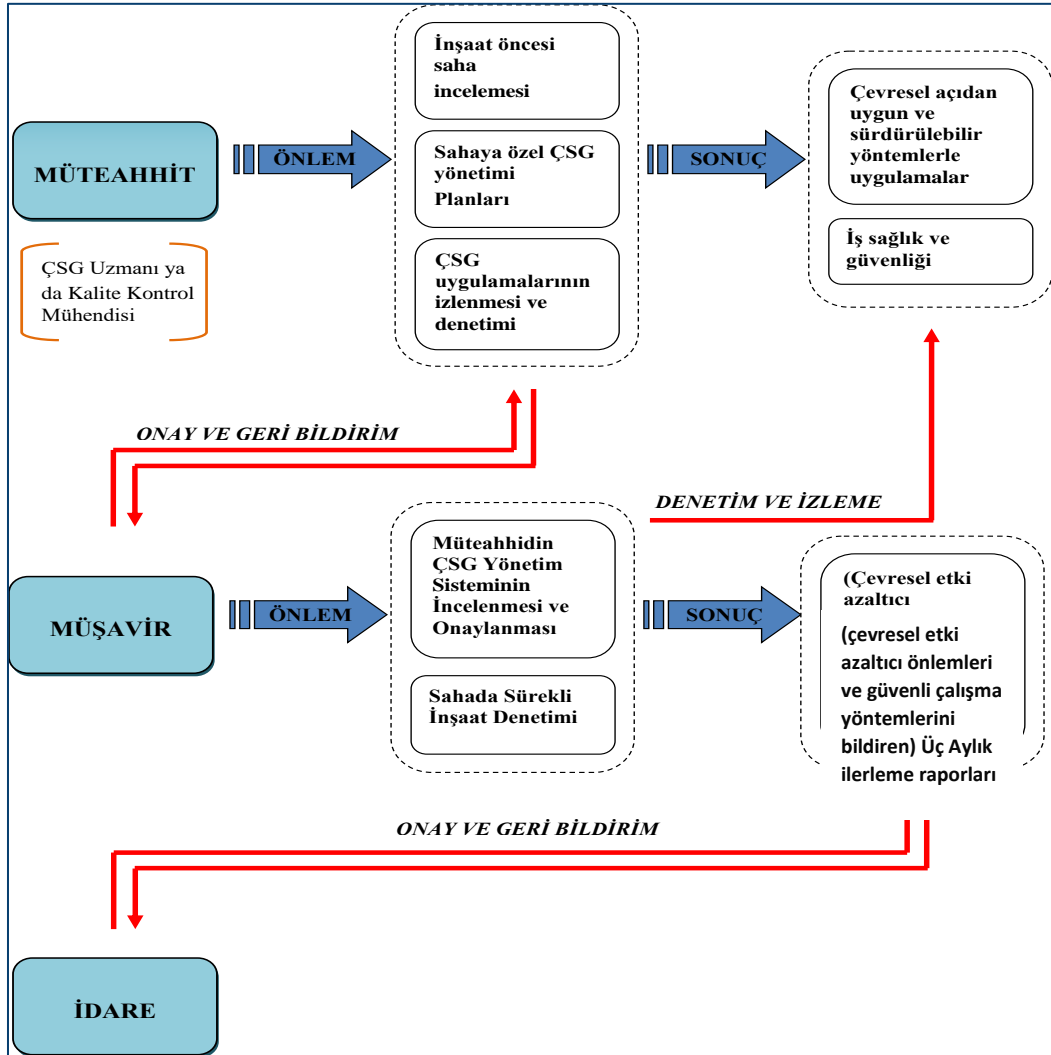 İnşaat öncesi
saha
incelemesi
MÜTEAHHİT
ÖNLEM
Sahaya özel ÇSG
yönetimi
Planları
SONUÇ
Çevresel açıdan
uygun ve
sürdürülebilir
yöntemlerle
uygulamalar
ÇSG Uzmanı ya
da Kalite Kontrol
Mühendisi
ÇSG
uygulamalarının
izlenmesi ve
denetimi
İş sağlık ve
güvenliği
ONAY VE GERİ BİLDİRİM
DENETİM VE İZLEME
MÜŞAVİR
ÖNLEM
Müteahhidin
ÇSG Yönetim
Sisteminin
İncelenmesi ve
Onaylanması
Sahada Sürekli
İnşaat Denetimi
SONUÇ
(Çevresel etki
azaltıcı
(çevresel etki
azaltıcı önlemleri
ve güvenli çalışma
yöntemlerini
bildiren) Üç Aylık
ilerleme raporları
ONAY VE GERİ BİLDİRİM
İDARE